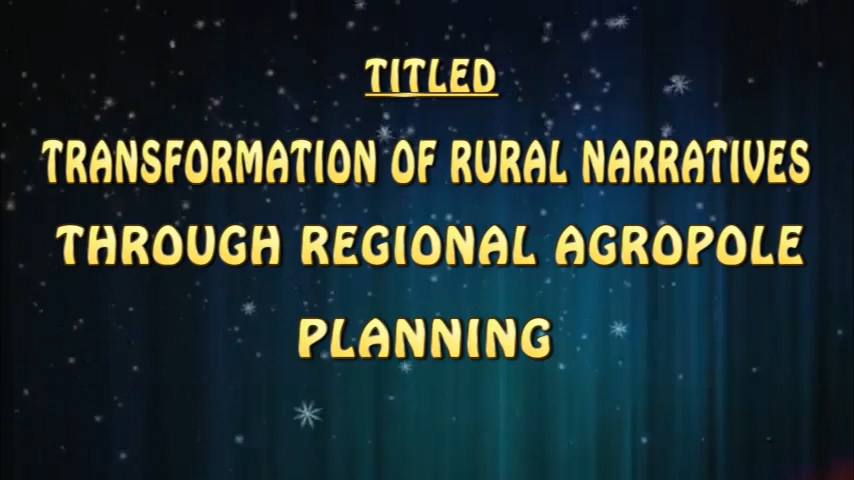 TITLED
TRANSFORMATION OF RURAL NARRATIVES
THROUGH REGIONAL AGROPOLE
PLANNING